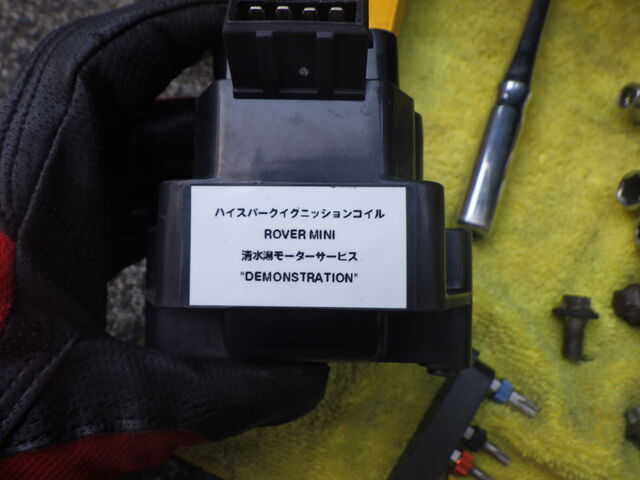 ハイスパークイグニッションコイル
ROVER MINI
清水湯モーターサービス
"DEMONSTRATION"